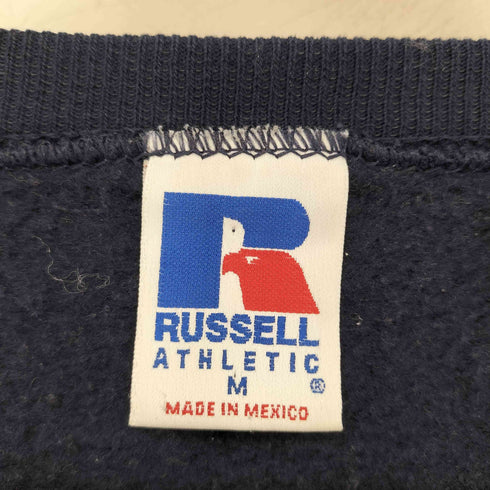 R
RUSSELL
ATHLETIC
M ®
MADE IN MEXICO